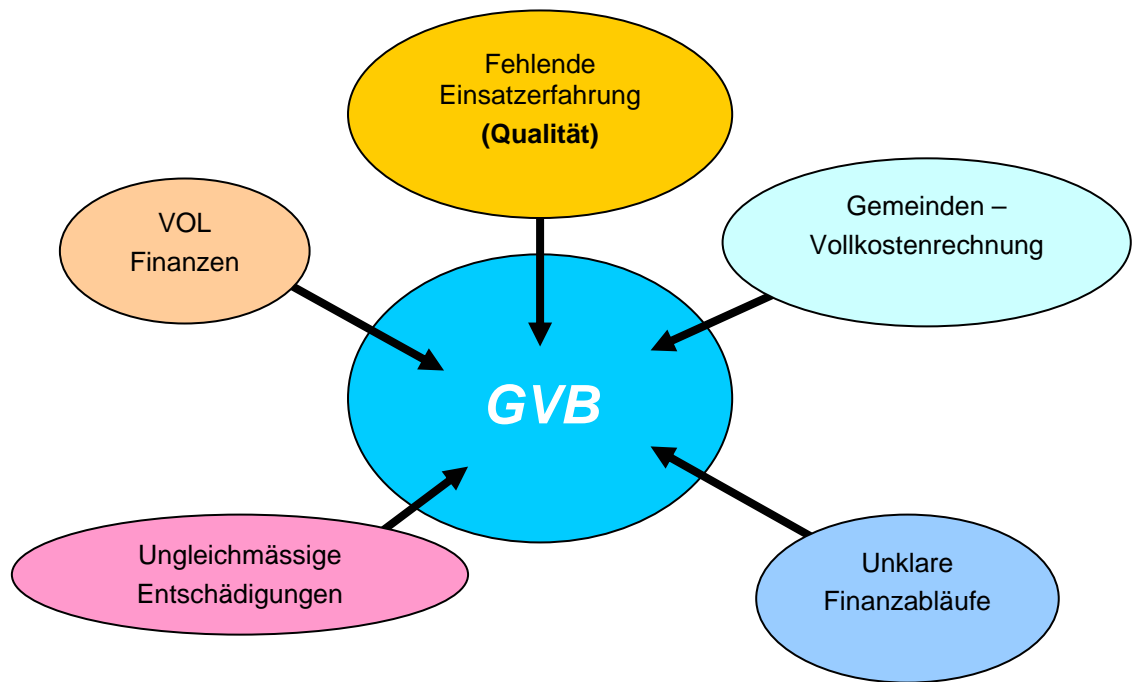 Fehlende
Einsatzerfahrung
(Qualität)
VOL
Finanzen
Gemeinden –
Vollkostenrechnung
GVB
Ungleichmässige
Entschädigungen
Unklare
Finanzabläufe